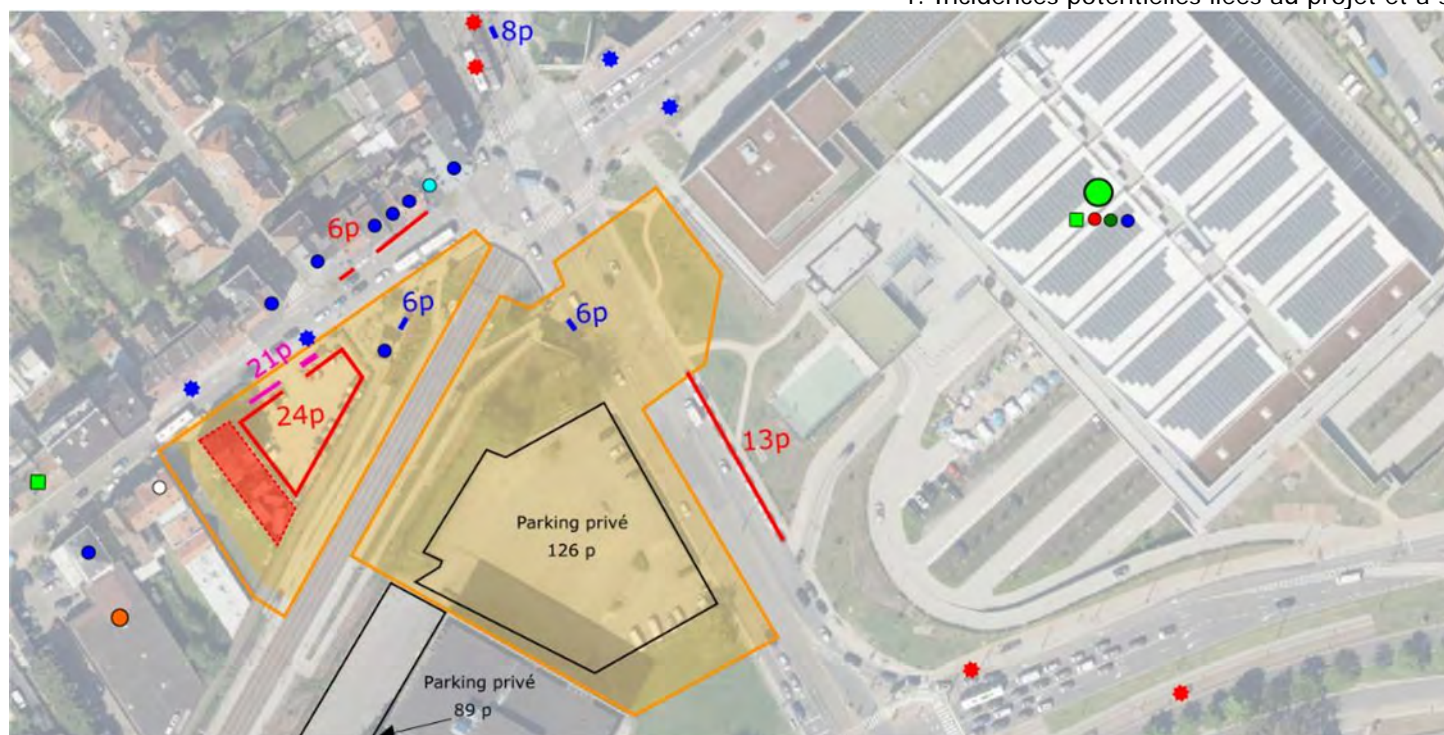 1. Incidences potentielles liées au projet et à s
8p
6p
6p
6p
21p
24p
13p
Parking privé
126 p
Parking privé
89 p